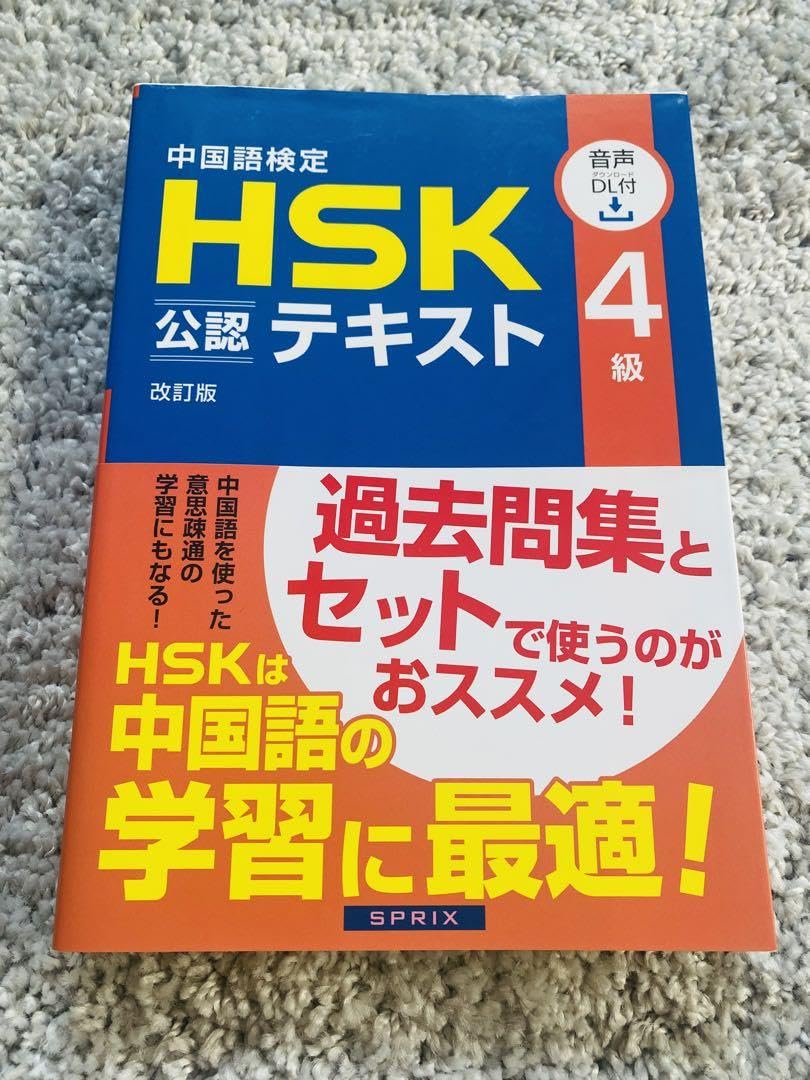 中国語検定
HSK
公認 テキスト
改訂版
音声
ダウンロード
DL付
4
級
中国語を使った
意思疎通の
学習にもなる!
過去問集と
セットで使うのが
おススメ!
HSKは
中国語の
学習に最適!
SPRIX